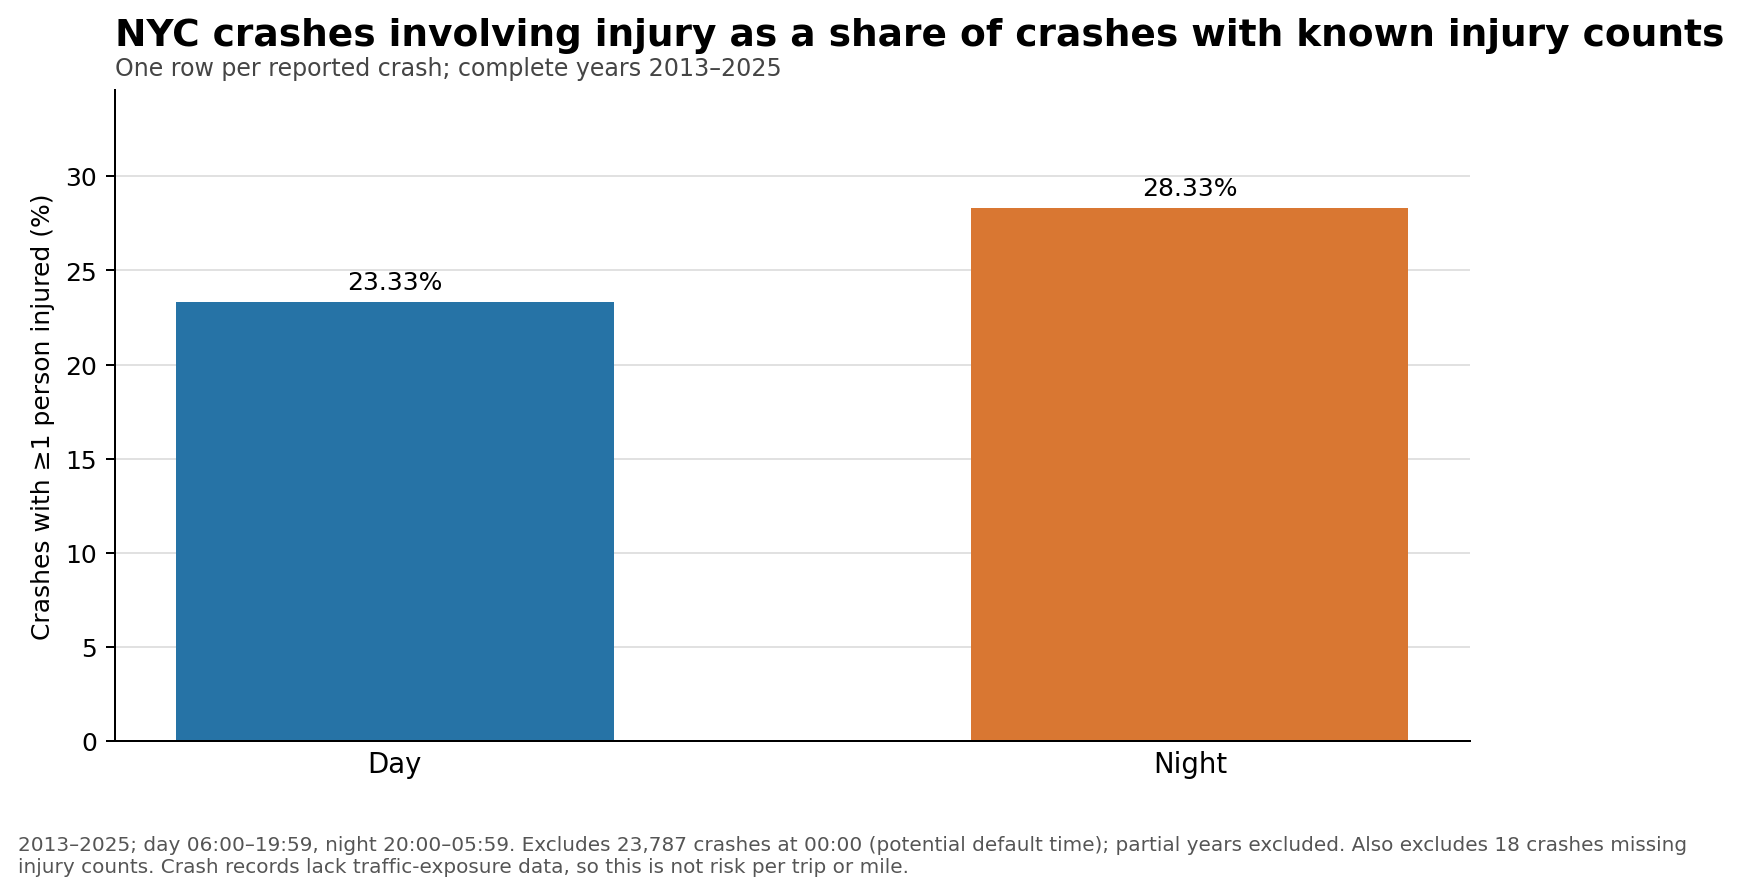 NYC crashes involving injury as a share of crashes with known injury counts
One row per reported crash; complete years 2013–2025
Crashes with ≥1 person injured (%)
30
25
20
15
10
5
0
23.33%
28.33%
Day
Night
2013–2025; day 06:00–19:59, night 20:00–05:59. Excludes 23,787 crashes at 00:00 (potential default time); partial years excluded. Also excludes 18 crashes missing
injury counts. Crash records lack traffic-exposure data, so this is not risk per trip or mile.